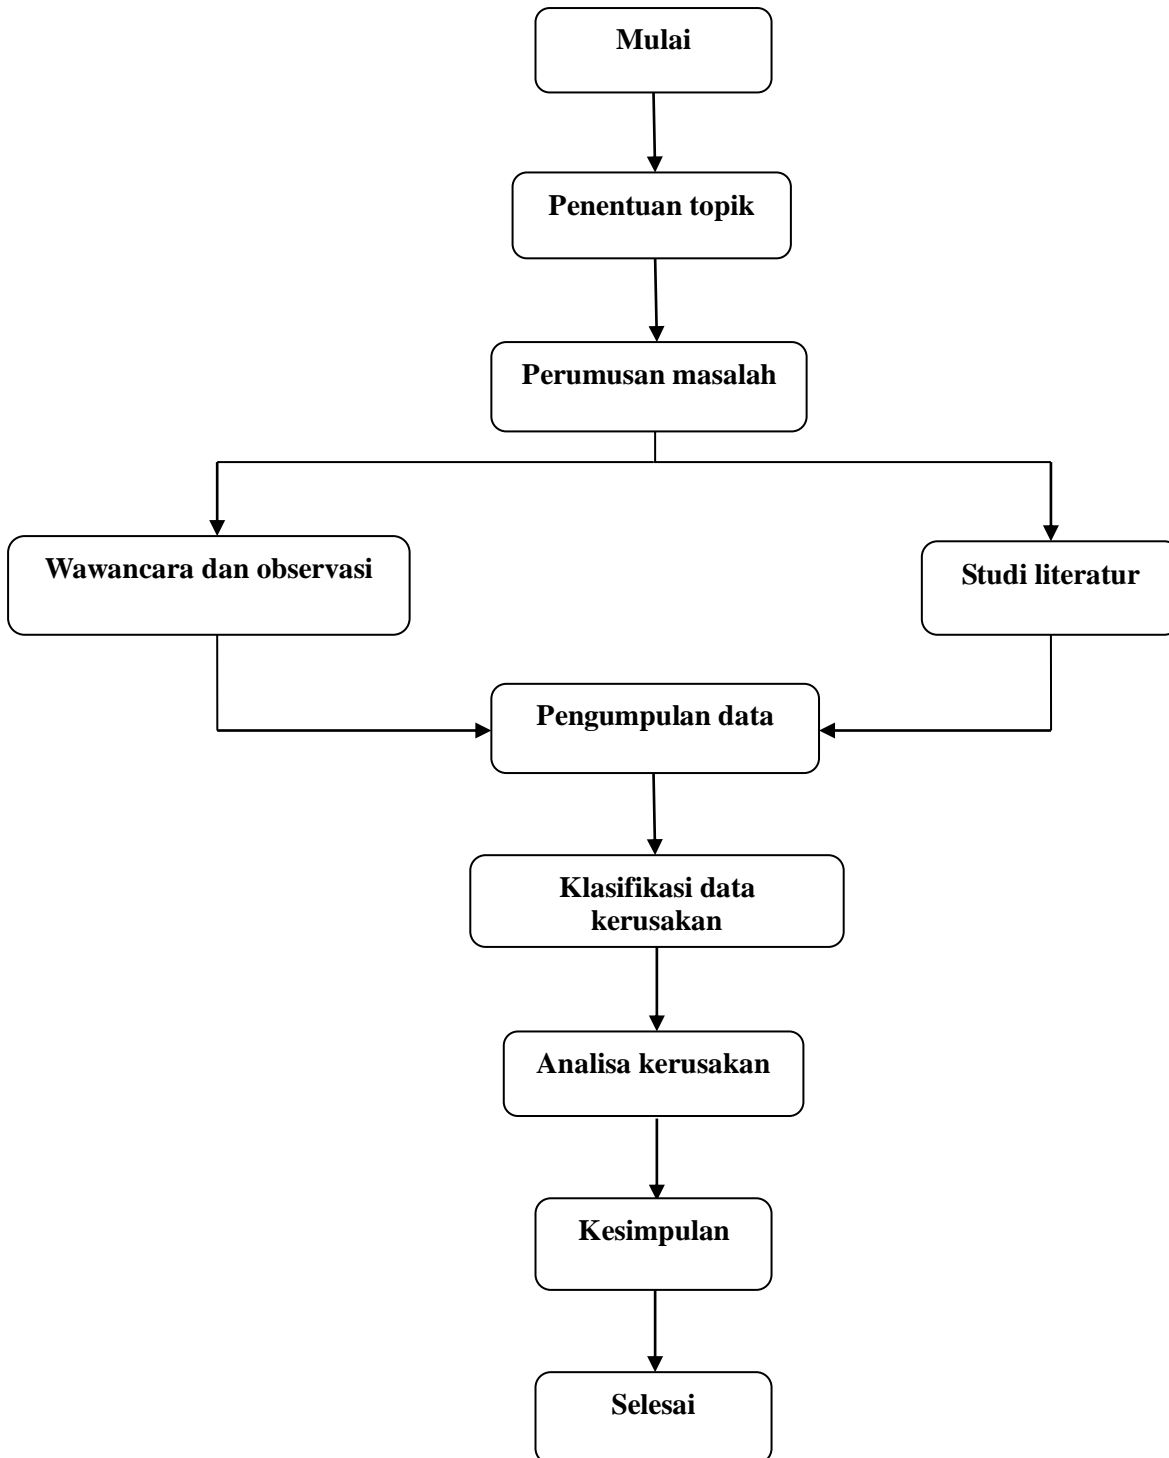 Mulai
Penentuan topik
Perumusan masalah
Wawancara dan observasi
Studi literatur
Pengumpulan data
Klasifikasi data
kerusakan
Analisa kerusakan
Kesimpulan
Selesai